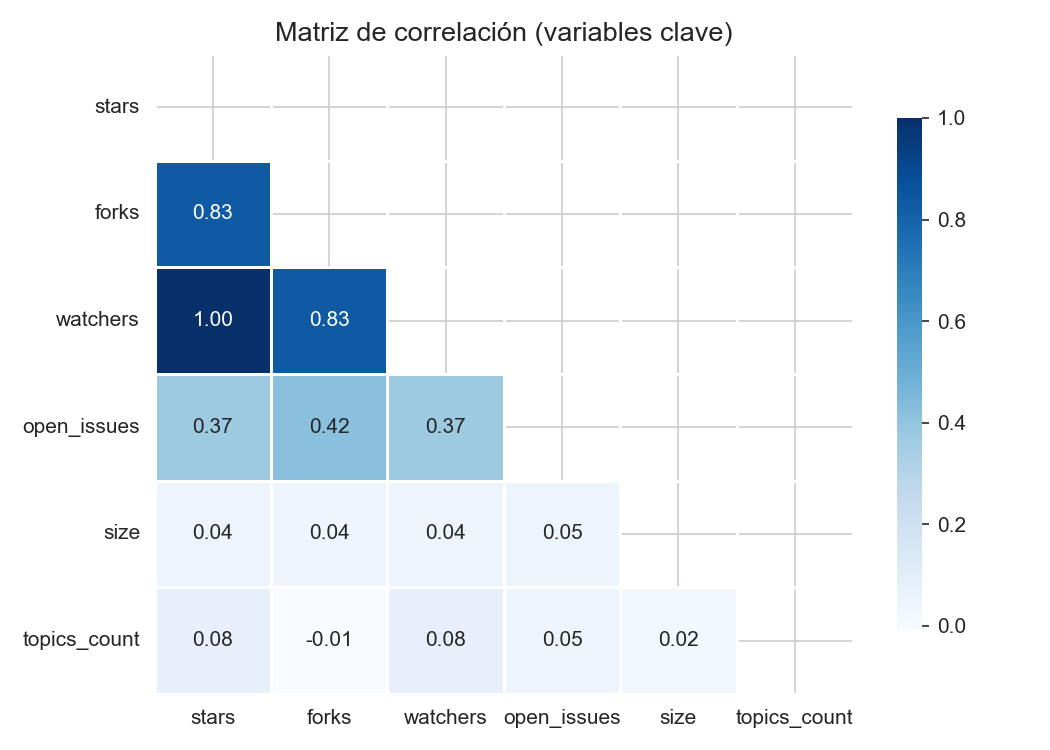 Matriz de correlación (variables clave)
stars
forks 0.83
watchers 1.00 0.83
open_issues 0.37 0.42 0.37
size 0.04 0.04 0.04 0.05
topics_count 0.08 -0.01 0.08 0.05 0.02
stars forks watchers open_issues size topics_count
1.0
0.8
0.6
0.4
0.2
0.0